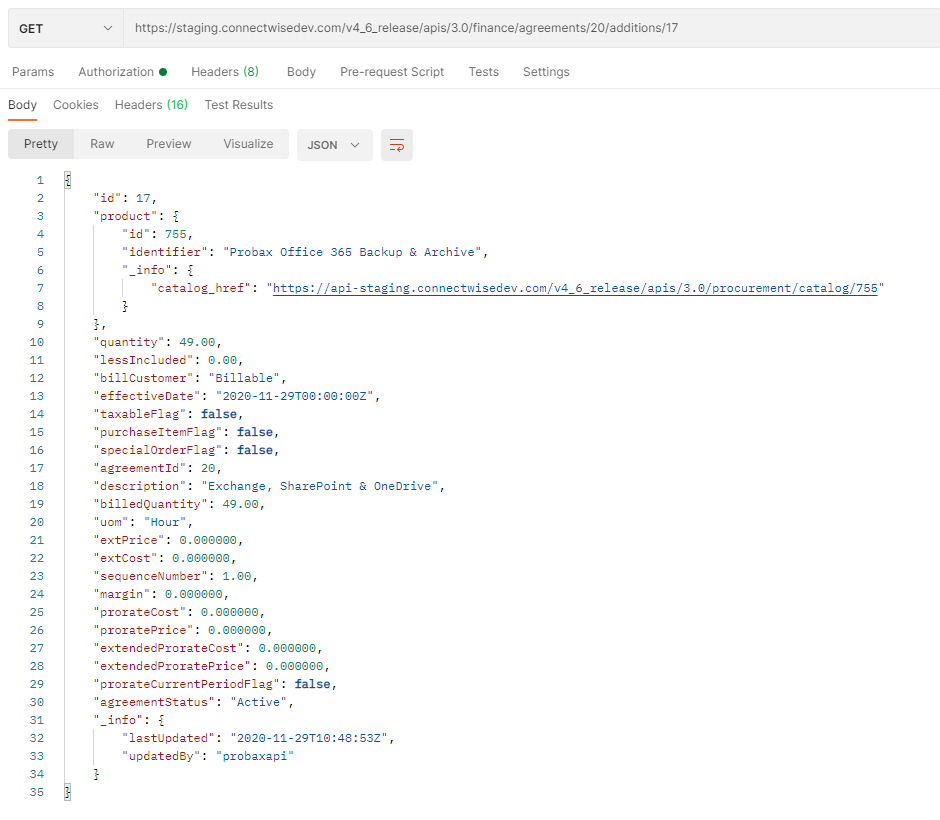 GET https://staging.connectwisedev.com/v4_6_release/apis/3.0/finance/agreements/20/additions/17
Params Authorization Headers (8) Body Pre-request Script Tests Settings
Body Cookies Headers (16) Test Results
Pretty Raw Preview Visualize JSON
1 {
2 "id": 17,
3 "product": {
4 "id": 755,
5 "identifier": "Probax Office 365 Backup & Archive",
6 "_info": {
7 "catalog_href": "https://api-staging.connectwisedev.com/v4_6_release/apis/3.0/procurement/catalog/755"
8 }
9 },
10 "quantity": 49.00,
11 "lessIncluded": 0.00,
12 "billCustomer": "Billable",
13 "effectiveDate": "2020-11-29T00:00:00Z",
14 "taxableFlag": false,
15 "purchaseItemFlag": false,
16 "specialOrderFlag": false,
17 "agreementId": 20,
18 "description": "Exchange, SharePoint & OneDrive",
19 "billedQuantity": 49.00,
20 "uom": "Hour",
21 "extPrice": 0.000000,
22 "extCost": 0.000000,
23 "sequenceNumber": 1.00,
24 "margin": 0.000000,
25 "prorateCost": 0.000000,
26 "proratePrice": 0.000000,
27 "extendedProrateCost": 0.000000,
28 "extendedProratePrice": 0.000000,
29 "prorateCurrentPeriodFlag": false,
30 "agreementStatus": "Active",
31 "_info": {
32 "lastUpdated": "2020-11-29T10:48:53Z",
33 "updatedBy": "probaxapi"
34 }
35 }